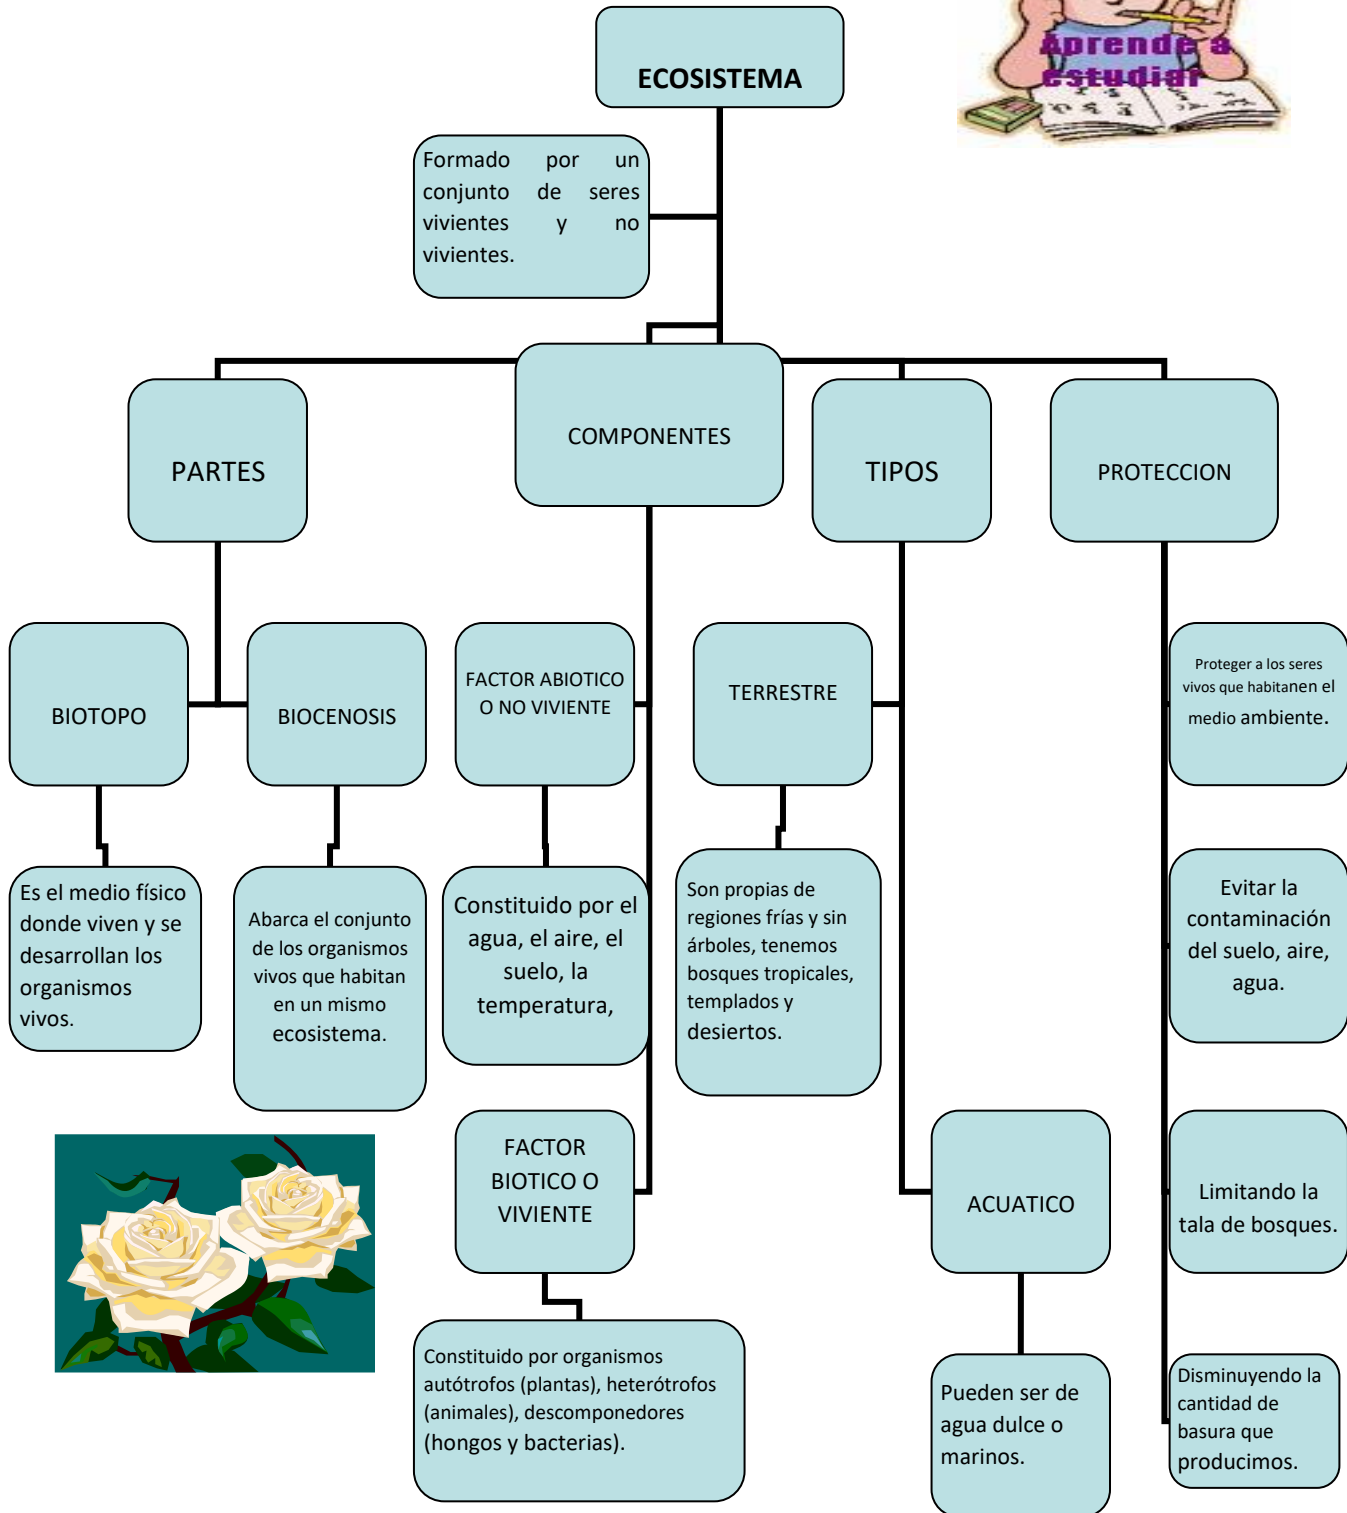 Aprende a
estudiar
ECOSISTEMA
Formado por un
conjunto de seres
vivientes y no
vivientes.
PARTES
COMPONENTES
TIPOS
PROTECCION
BIOTOPO
BIOCENOSIS
FACTOR ABIOTICO
O NO VIVIENTE
TERRESTRE
Proteger a los seres
vivos que habitanen el
medio ambiente.
Es el medio físico
donde viven y se
desarrollan los
organismos
vivos.
Abarca el conjunto
de los organismos
vivos que habitan
en un mismo
ecosistema.
Constituido por el
agua, el aire, el
suelo, la
temperatura,
Son propias de
regiones frías y sin
árboles, tenemos
bosques tropicales,
templados y
desiertos.
Evitar la
contaminación
del suelo, aire,
agua.
FACTOR
BIOTICO O
VIVIENTE
ACUATICO
Limitando la
tala de bosques.
Constituido por organismos
autótrofos (plantas), heterótrofos
(animales), descomponedores
(hongos y bacterias).
Pueden ser de
agua dulce o
marinos.
Disminuyendo la
cantidad de
basura que
producimos.